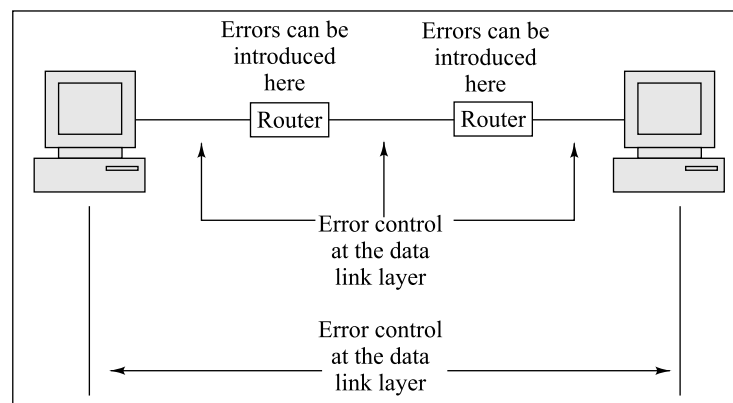 Errors can be
introduced
here
Errors can be
introduced
here
Router
Router
Error control
at the data
link layer
Error control
at the data
link layer